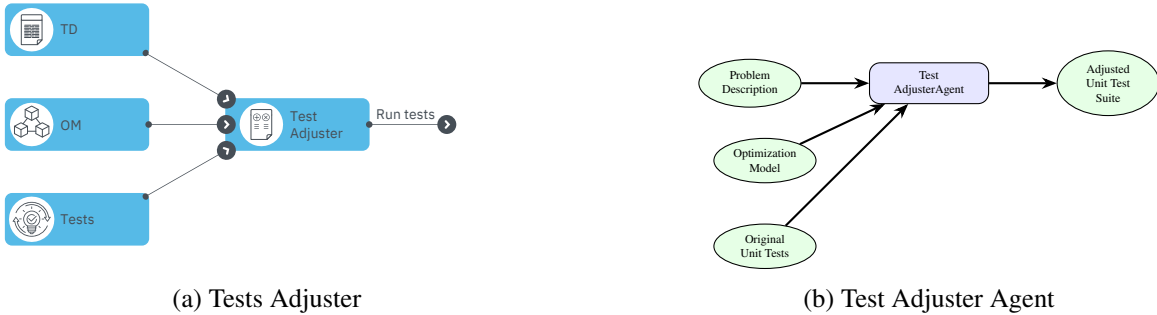 TD
OM
Test
Adjuster
Run tests
Tests
(a) Tests Adjuster
Problem
Description
Test
AdjusterAgent
Adjusted
Unit Test
Suite
Optimization
Model
Original
Unit Tests
(b) Test Adjuster Agent